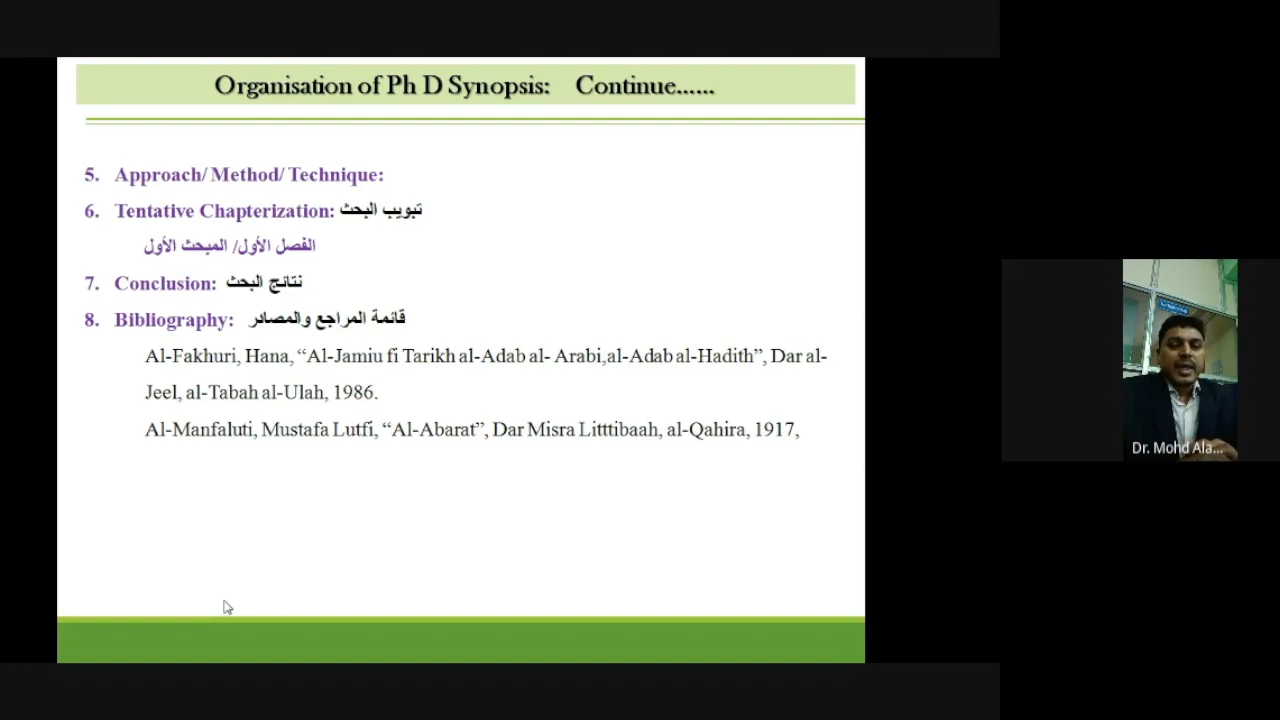 Organisation of Ph D Synopsis: Continue......
5. Approach/ Method/ Technique:
6. Tentative Chapterization: تبويب البحث
الفصل الأول/ المبحث الأول
7. Conclusion: نتائج البحث
8. Bibliography: قائمة المراجع والمصادر
Al-Fakhuri, Hana, “Al-Jamiu fi Tarikh al-Adab al- Arabi,al-Adab al-Hadith”, Dar al-
Jeel, al-Tabah al-Ulah, 1986.
Al-Manfaluti, Mustafa Lutfi, “Al-Abarat”, Dar Misra Litttibaah, al-Qahira, 1917,
Dr. Mohd Ala...